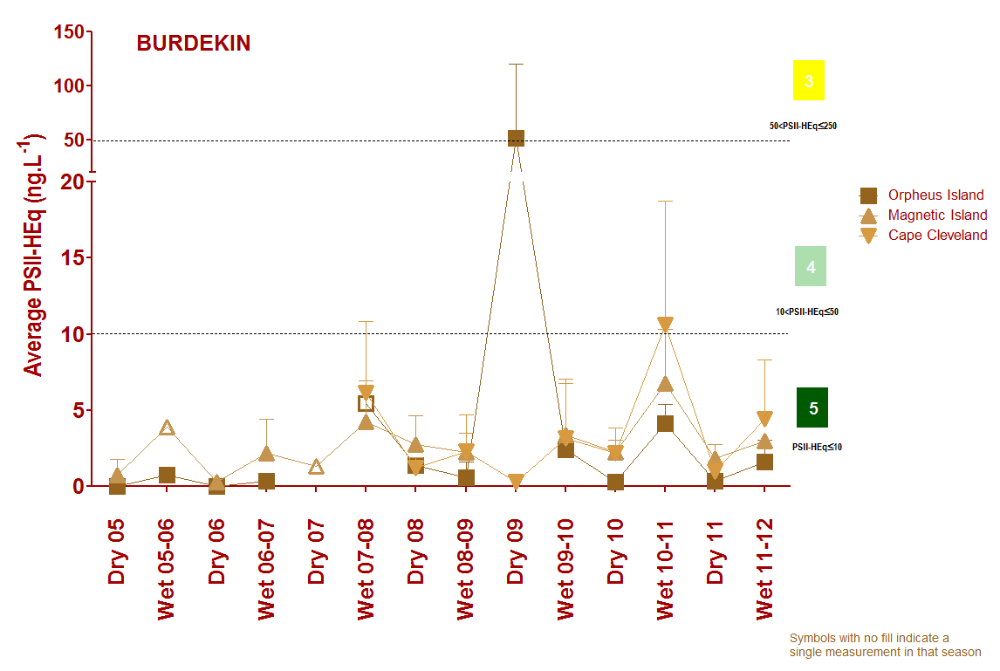 BURDEKIN
Average PSII-HEq (ng.L-1)
150
100
50
20
15
10
5
0
3
50<PSII-HEq≤250
4
10<PSII-HEq≤50
5
PSII-HEq≤10
Orpheus Island
Magnetic Island
Cape Cleveland
Dry 05
Wet 05-06
Dry 06
Wet 06-07
Dry 07
Wet 07-08
Dry 08
Wet 08-09
Dry 09
Wet 09-10
Dry 10
Wet 10-11
Dry 11
Wet 11-12
Symbols with no fill indicate a
single measurement in that season